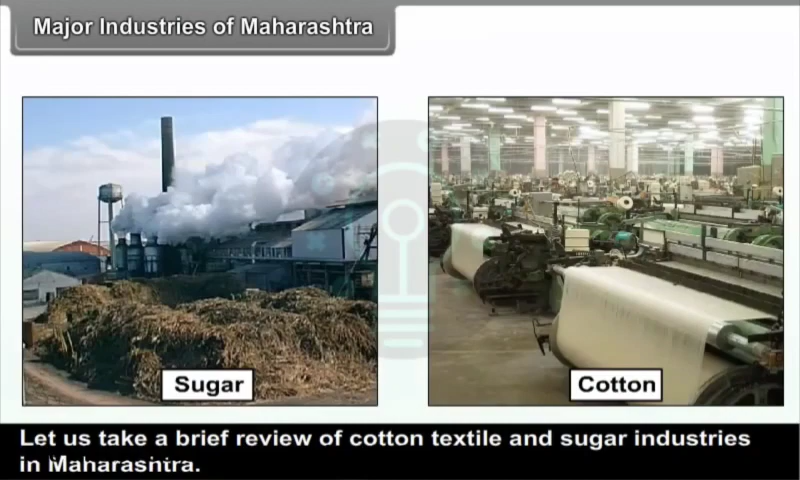 Major Industries of Maharashtra
Sugar
Cotton
Let us take a brief review of cotton textile and sugar industries
in Maharashtra.